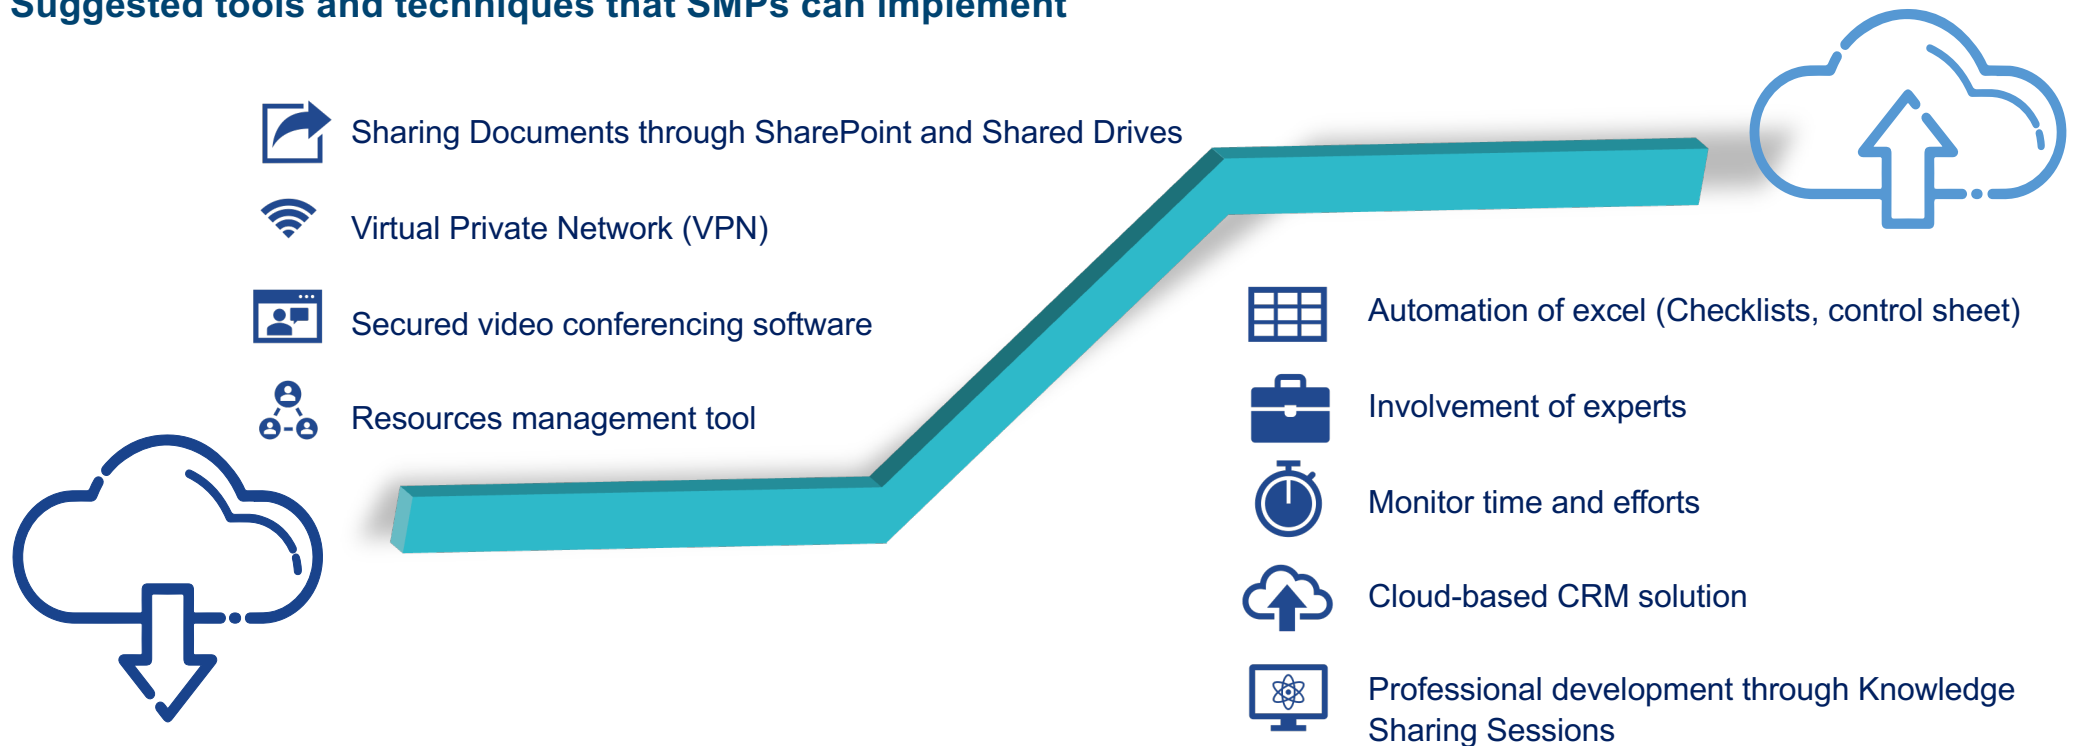 Suggested tools and techniques that SMPs can implement
Sharing Documents through SharePoint and Shared Drives
Virtual Private Network (VPN)
Secured video conferencing software
Resources management tool
Automation of excel (Checklists, control sheet)
Involvement of experts
Monitor time and efforts
Cloud-based CRM solution
Professional development through Knowledge
Sharing Sessions